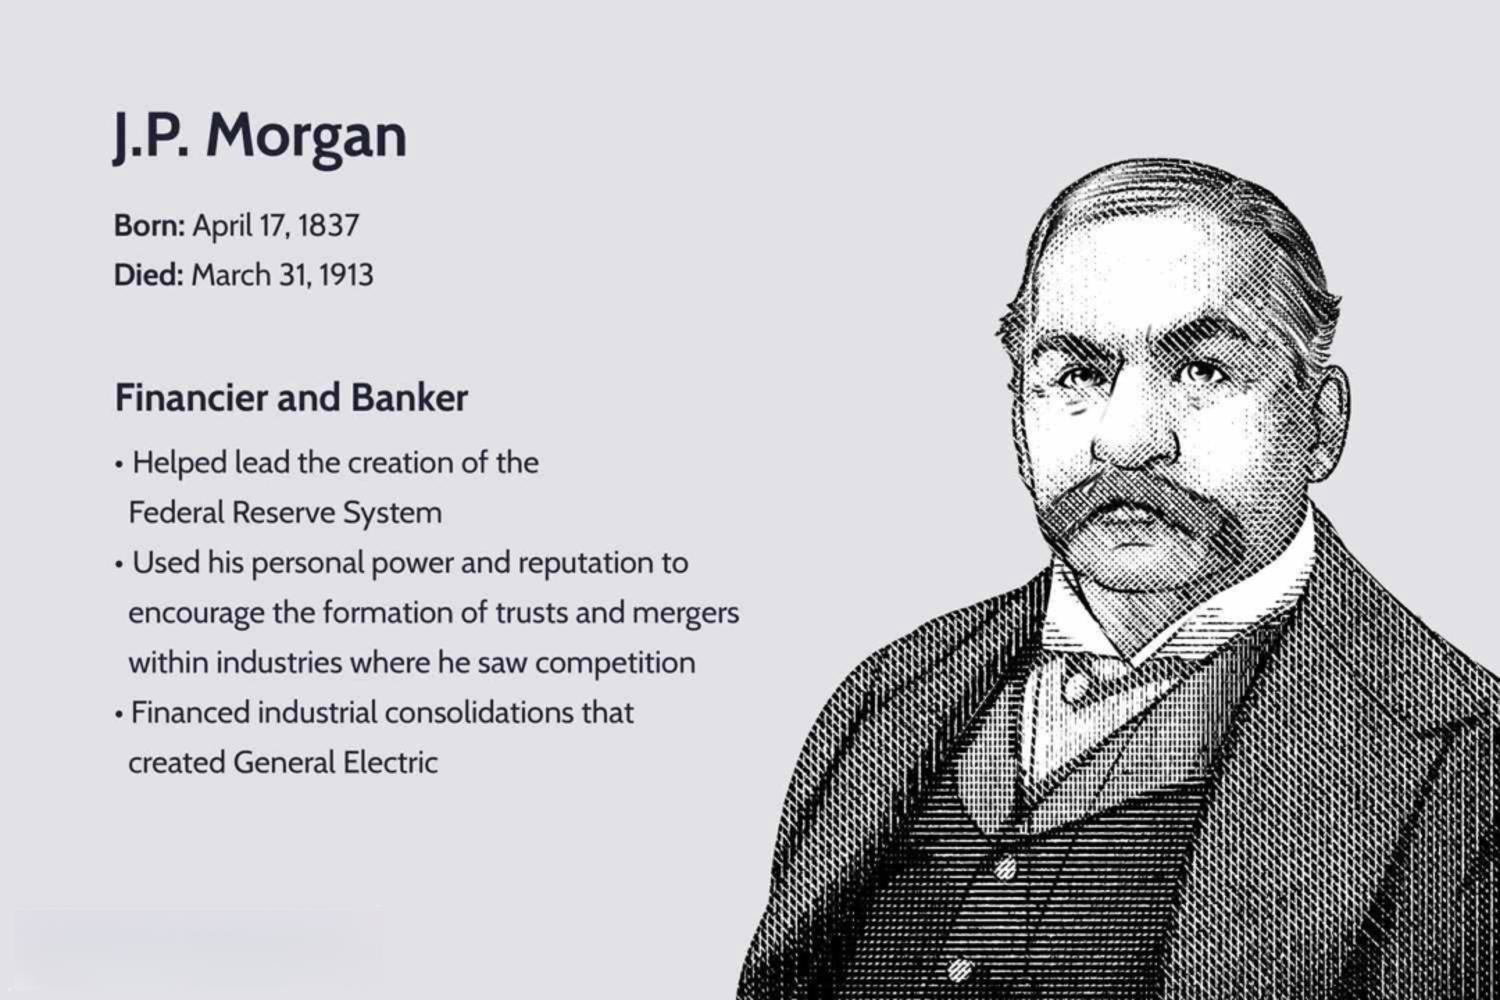 J.P. Morgan
Born: April 17, 1837
Died: March 31, 1913
Financier and Banker
• Helped lead the creation of the
Federal Reserve System
• Used his personal power and reputation to
encourage the formation of trusts and mergers
within industries where he saw competition
• Financed industrial consolidations that
created General Electric